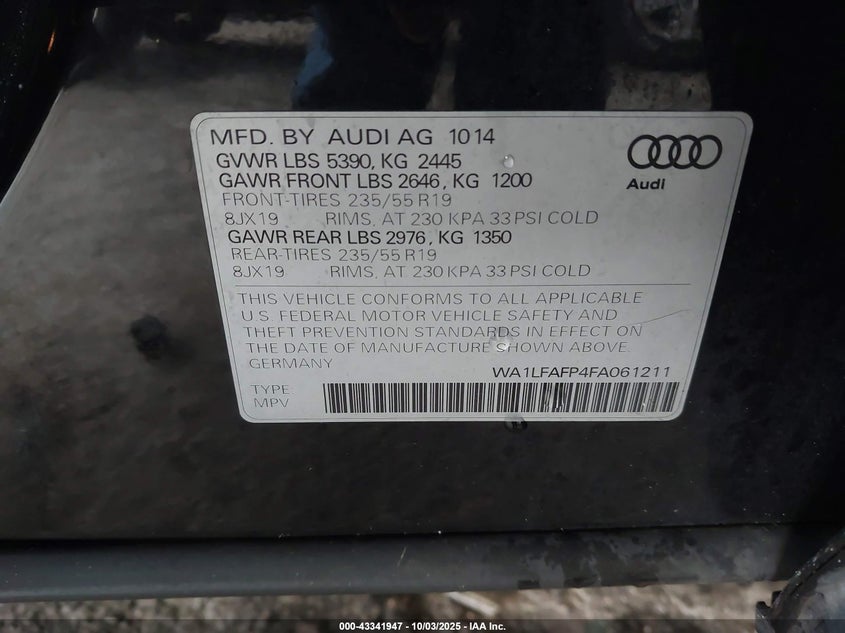 MFD. BY AUDI AG 10 14
GVWR LBS 5390, KG 2445
GAWR FRONT LBS 2646, KG 1200
FRONT-TIRES 235/55 R19
8JX19 RIMS, AT 230 KPA 33 PSI COLD
GAWR REAR LBS 2976, KG 1350
REAR-TIRES 235/55 R19
8JX19 RIMS, AT 230 KPA 33 PSI COLD
Audi
THIS VEHICLE CONFORMS TO ALL APPLICABLE
U.S. FEDERAL MOTOR VEHICLE SAFETY AND
THEFT PREVENTION STANDARDS IN EFFECT ON
THE DATE OF MANUFACTURE SHOWN ABOVE.
GERMANY
WA1LFAFP4FA061211
TYPE
MPV
000-43341947 - 10/03/2025 - IAA Inc.